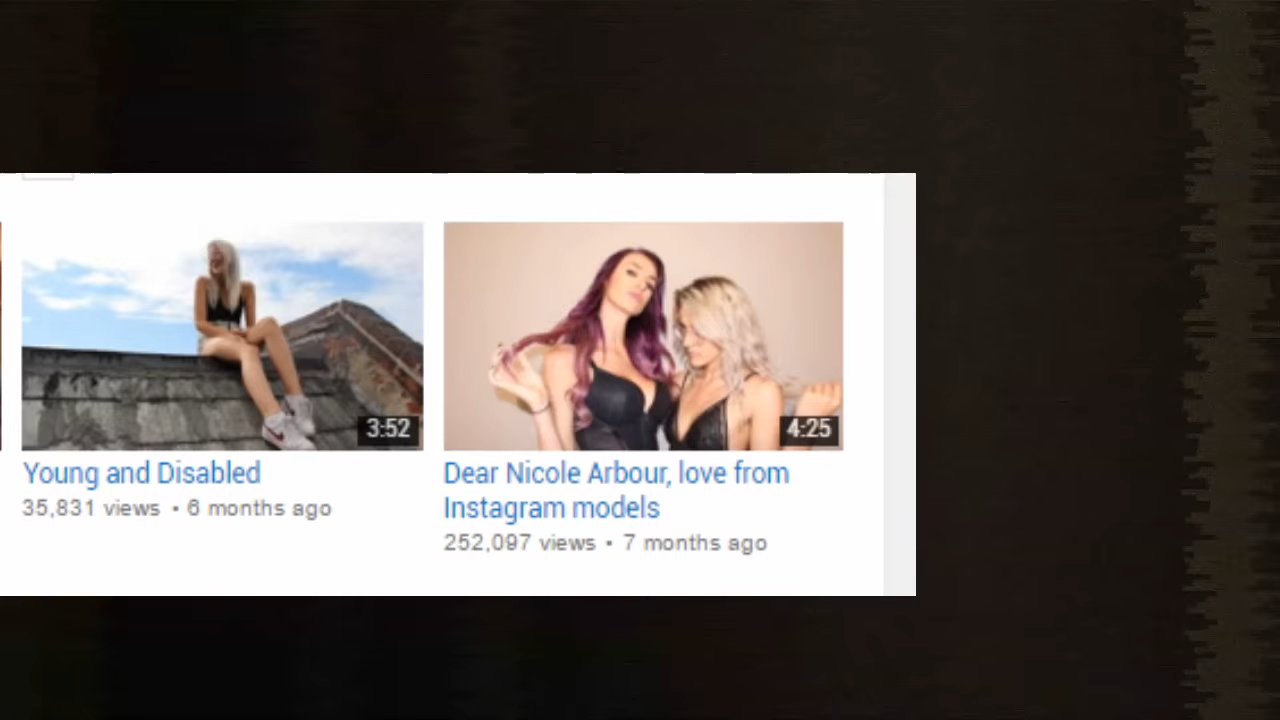 3:52
4:25
Young and Disabled
35,831 views • 6 months ago
Dear Nicole Arbour, love from
Instagram models
252,097 views • 7 months ago